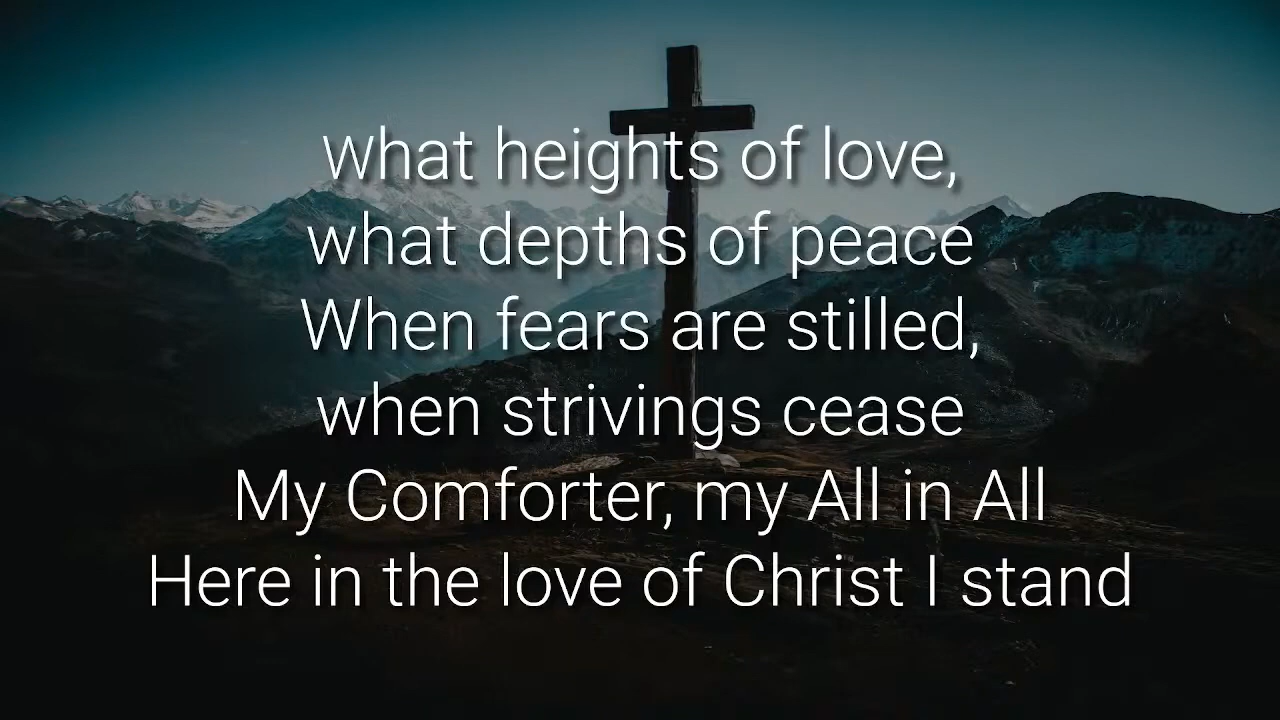 what heights of love,
what depths of peace
When fears are stilled,
when strivings cease
My Comforter, my All in All
Here in the love of Christ I stand